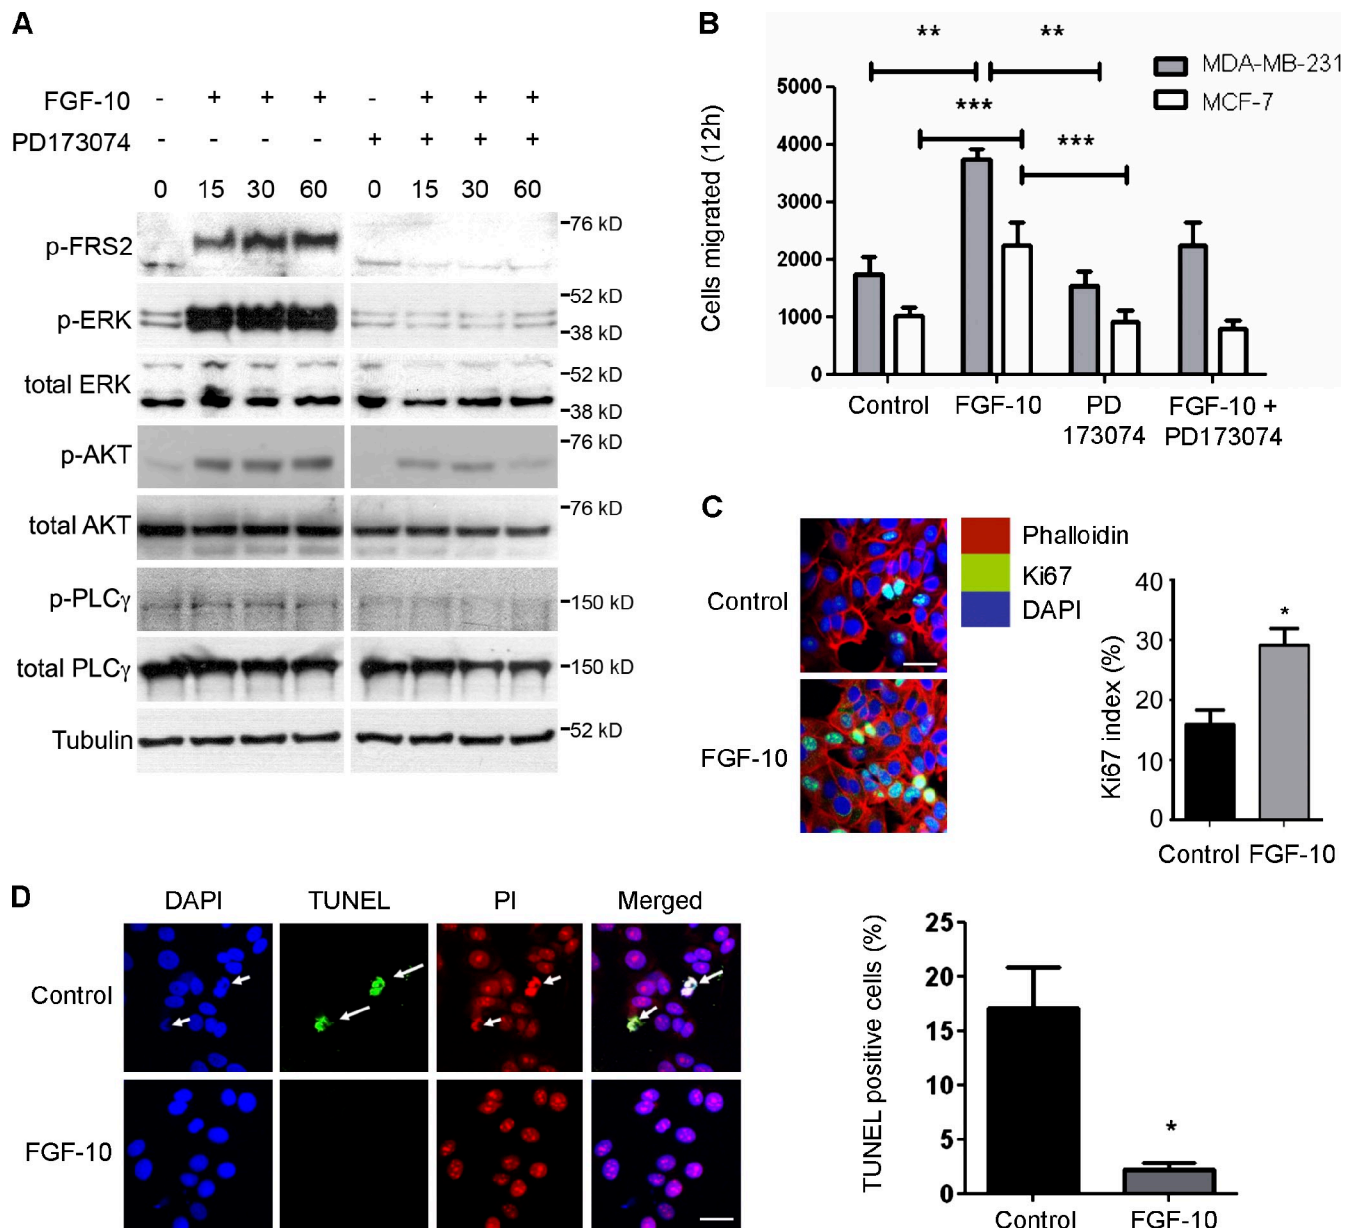 A
FGF-10 - + + + - + + +
PD173074 - - - - + + + +
0 15 30 60 0 15 30 60
p-FRS2
76 kD
p-ERK
52 kD
38 kD
total ERK
52 kD
38 kD
p-AKT
76 kD
total AKT
76 kD
p-PLCγ
150 kD
total PLCγ
150 kD
Tubulin
52 kD
B
** **
*** ***
MDA-MB-231
MCF-7
Cells migrated (12h)
5000
4000
3000
2000
1000
0
Control FGF-10 PD FGF-10 +
173074 PD173074
C
Control
FGF-10
Phalloidin
Ki67
DAPI
Ki67 index (%)
40
30
20
10
0
*
Control FGF-10
D
DAPI TUNEL PI Merged
Control
FGF-10
TUNEL positive cells (%)
25
20
15
10
5
0
*
Control FGF-10